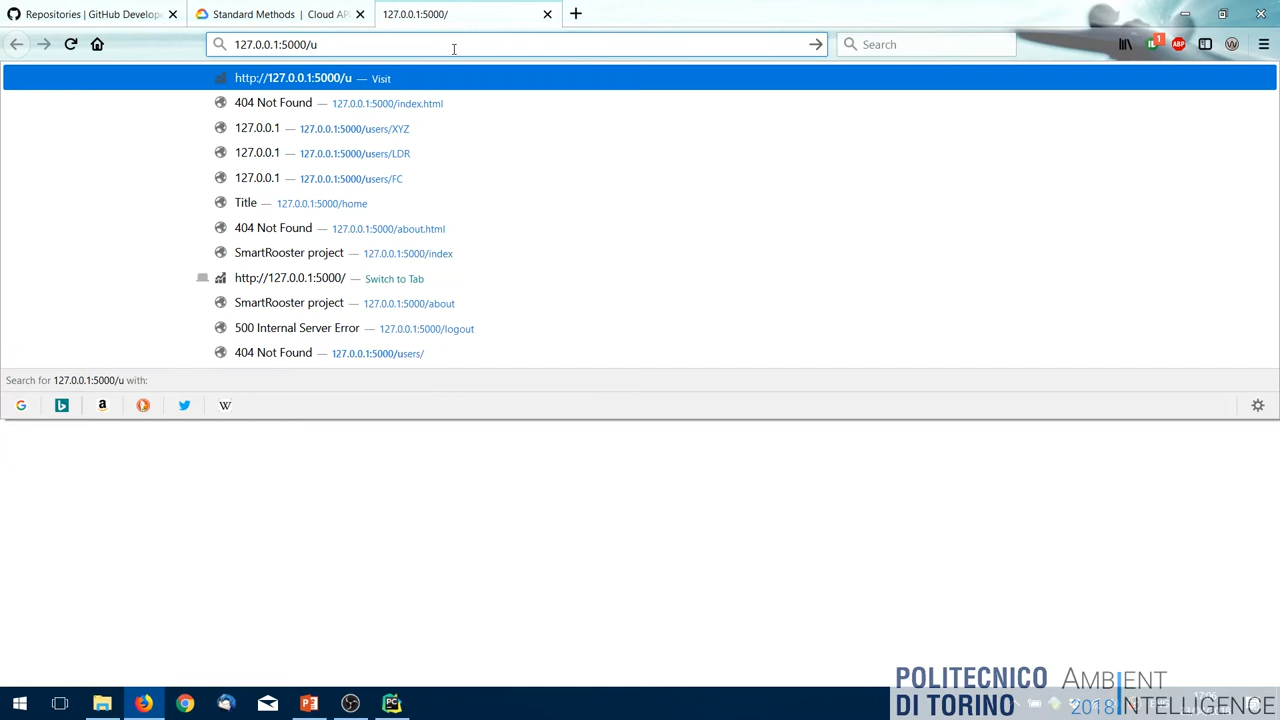 Repositories | GitHub Develop
Standard Methods | Cloud AP
127.0.0.1:5000/
127.0.0.1:5000/u
Search
1
ABP
http://127.0.0.1:5000/u — Visit
404 Not Found — 127.0.0.1:5000/index.html
127.0.0.1 — 127.0.0.1:5000/users/XYZ
127.0.0.1 — 127.0.0.1:5000/users/LDR
127.0.0.1 — 127.0.0.1:5000/users/FC
Title — 127.0.0.1:5000/home
404 Not Found — 127.0.0.1:5000/about.html
SmartRooster project — 127.0.0.1:5000/index
http://127.0.0.1:5000/ — Switch to Tab
SmartRooster project — 127.0.0.1:5000/about
500 Internal Server Error — 127.0.0.1:5000/logout
404 Not Found — 127.0.0.1:5000/users/
Search for 127.0.0.1:5000/u with:
POLITECNICO
DI TORINO
AMBIENT
2018 INTELLIGENCE